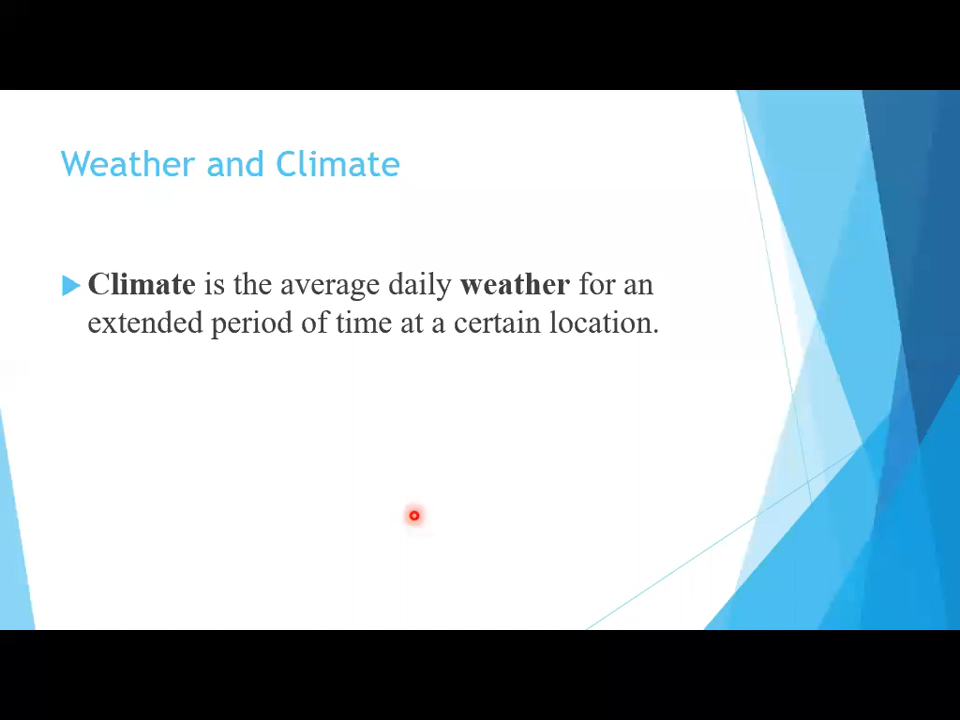 Weather and Climate
Climate is the average daily weather for an
extended period of time at a certain location.